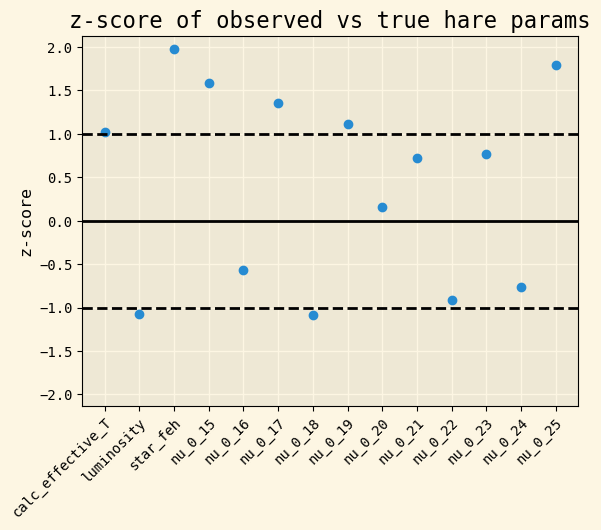 z-score of observed vs true hare params
2.0
1.5
1.0
0.5
0.0
−0.5
−1.0
−1.5
−2.0
z-score
calc_effective_T
luminosity
star_feh
nu_0_15
nu_0_16
nu_0_17
nu_0_18
nu_0_19
nu_0_20
nu_0_21
nu_0_22
nu_0_23
nu_0_24
nu_0_25